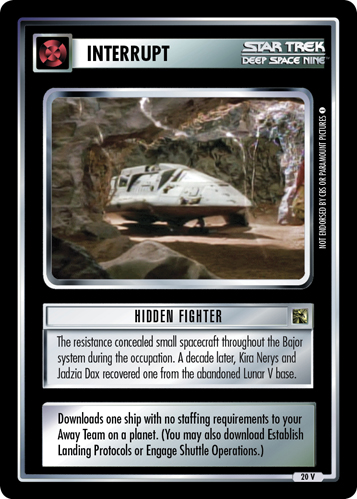 INTERRUPT
STAR TREK
DEEP SPACE NINE
NOT ENDORSED BY CBS OR PARAMOUNT PICTURES
HIDDEN FIGHTER
The resistance concealed small spacecraft throughout the Bajor
system during the occupation. A decade later, Kira Nerys and
Jadzia Dax recovered one from the abandoned Lunar V base.
Downloads one ship with no staffing requirements to your
Away Team on a planet. (You may also download Establish
Landing Protocols or Engage Shuttle Operations.)
20 V